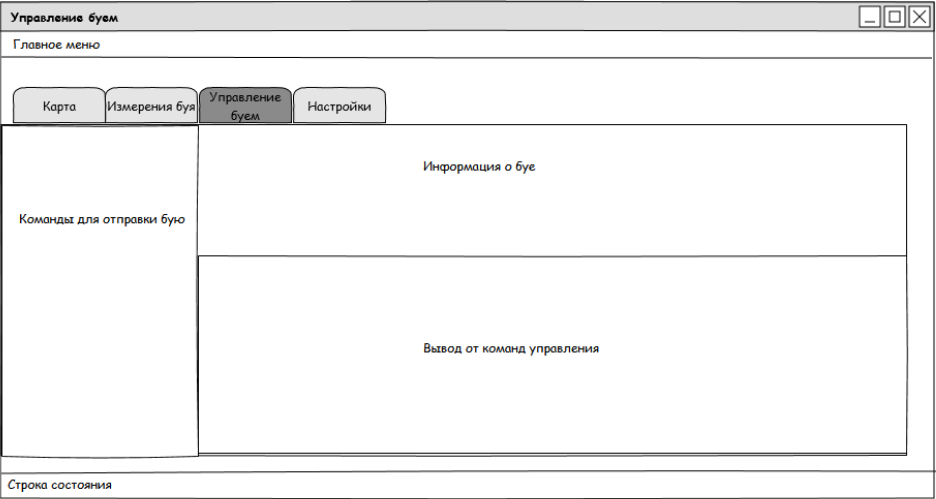 Управление буем
Главное меню
Карта
Измерения буя
Управление
буем
Настройки
Информация о буе
Команды для отправки бую
Вывод от команд управления
Строка состояния